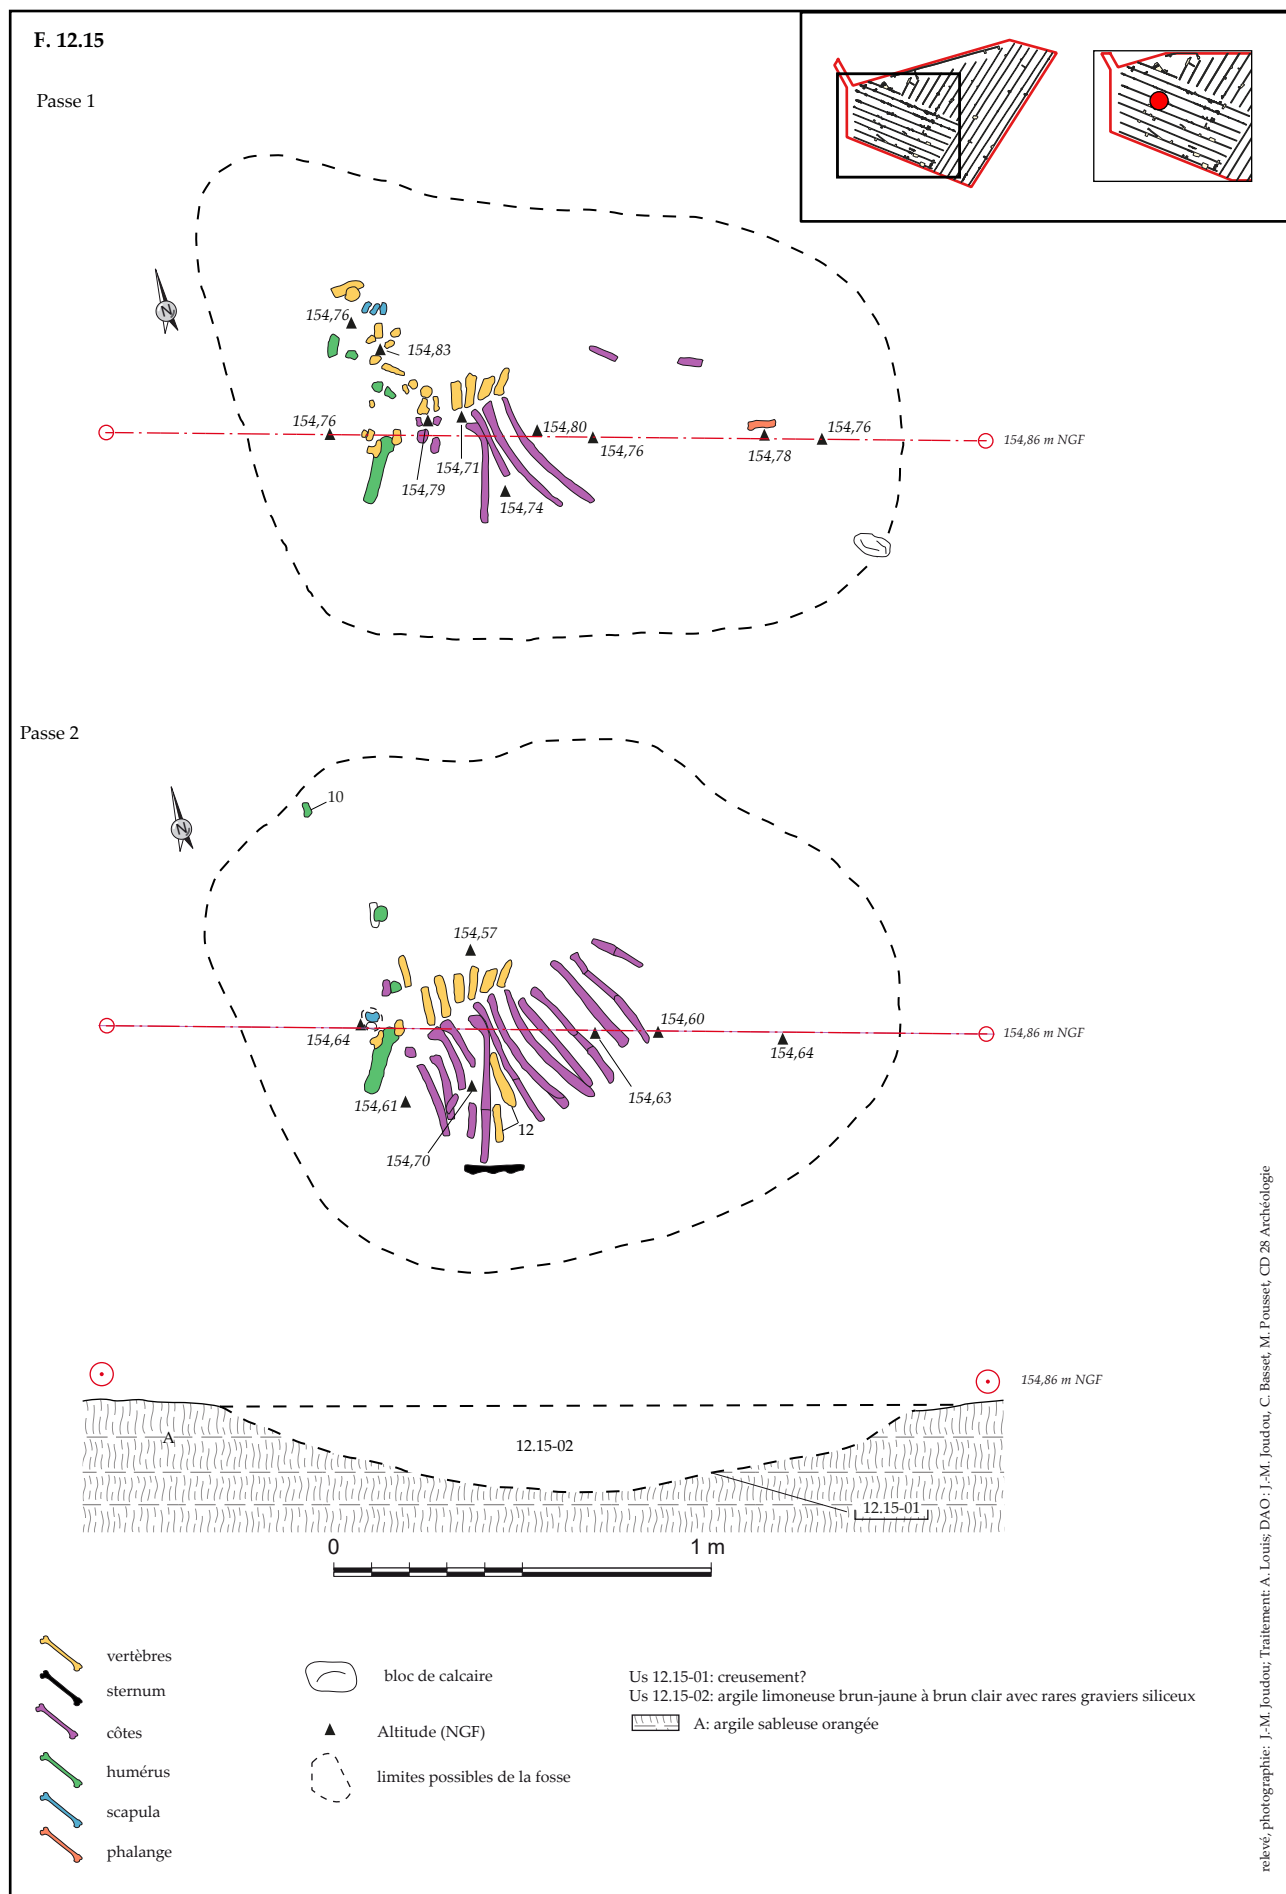 F. 12.15
Passe 1
N
154,76
154,83
154,76
154,80
154,76
154,76
154,78
154,71
154,79
154,74
154,86 m NGF
Passe 2
10
N
154,57
154,64
154,60
154,64
154,63
154,61
12
154,70
154,86 m NGF
154,86 m NGF
A
12.15-02
12.15-01
0 1 m
vertèbres
sternum
côtes
humérus
scapula
phalange
bloc de calcaire
Altitude (NGF)
limites possibles de la fosse
Us 12.15-01: creusement?
Us 12.15-02: argile limoneuse brun-jaune à brun clair avec rares graviers siliceux
A: argile sableuse orangée
relevé, photographie: J.-M. Joudou; Traitement: A. Louis; DAO: J.-M. Joudou, C. Basset, M. Pousset, CD 28 Archéologie